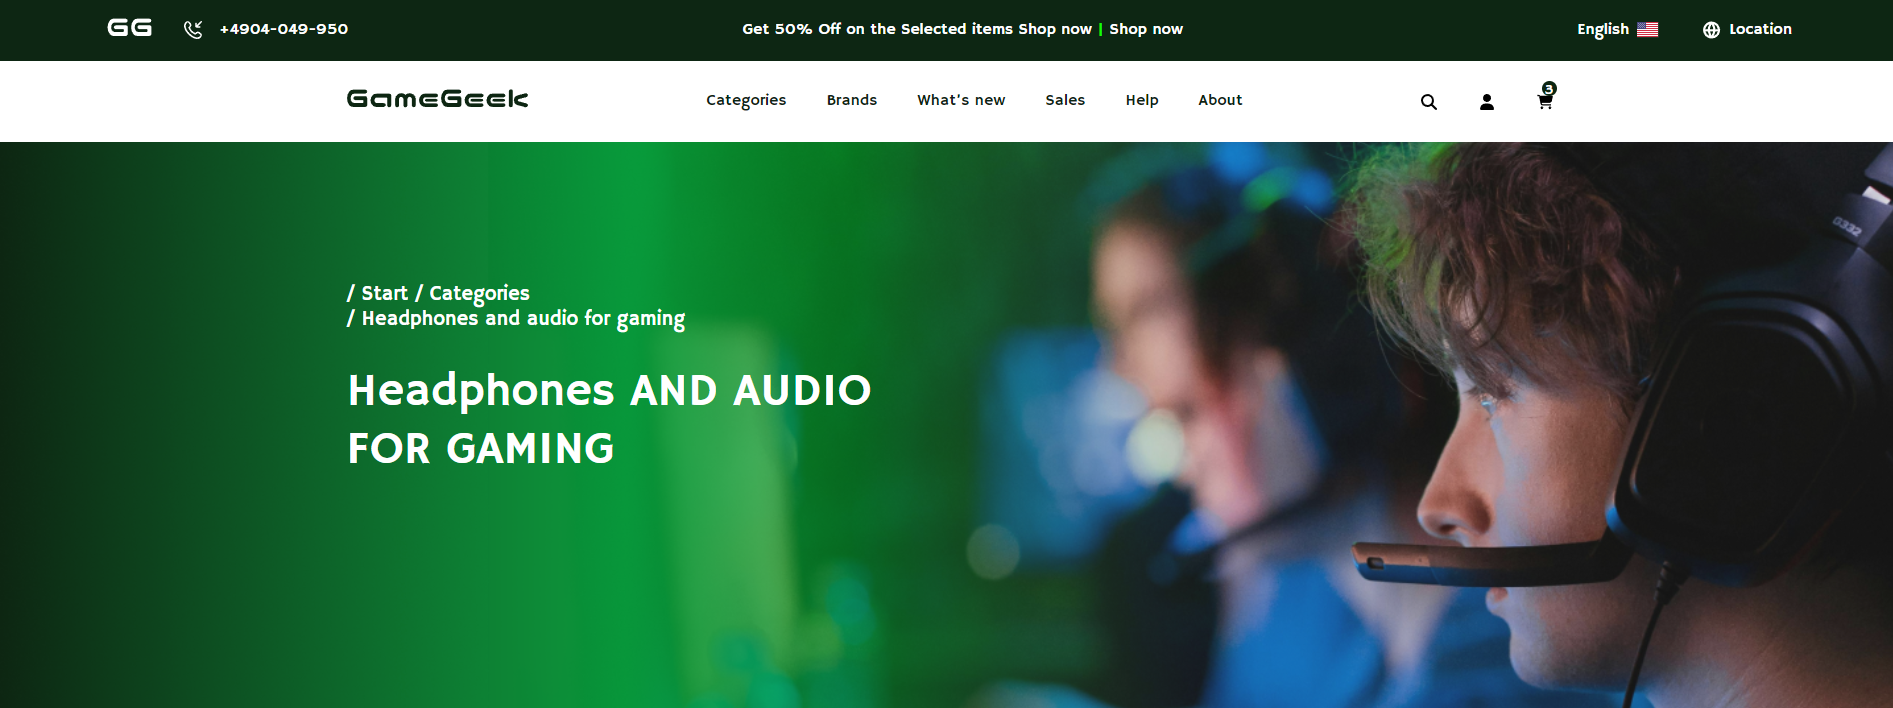 GG +4904-049-950 Get 50% Off on the Selected items Shop now | Shop now English Location
GameGeek Categories Brands What's new Sales Help About 3
G332
/ Start / Categories
/ Headphones and audio for gaming
Headphones AND AUDIO
FOR GAMING